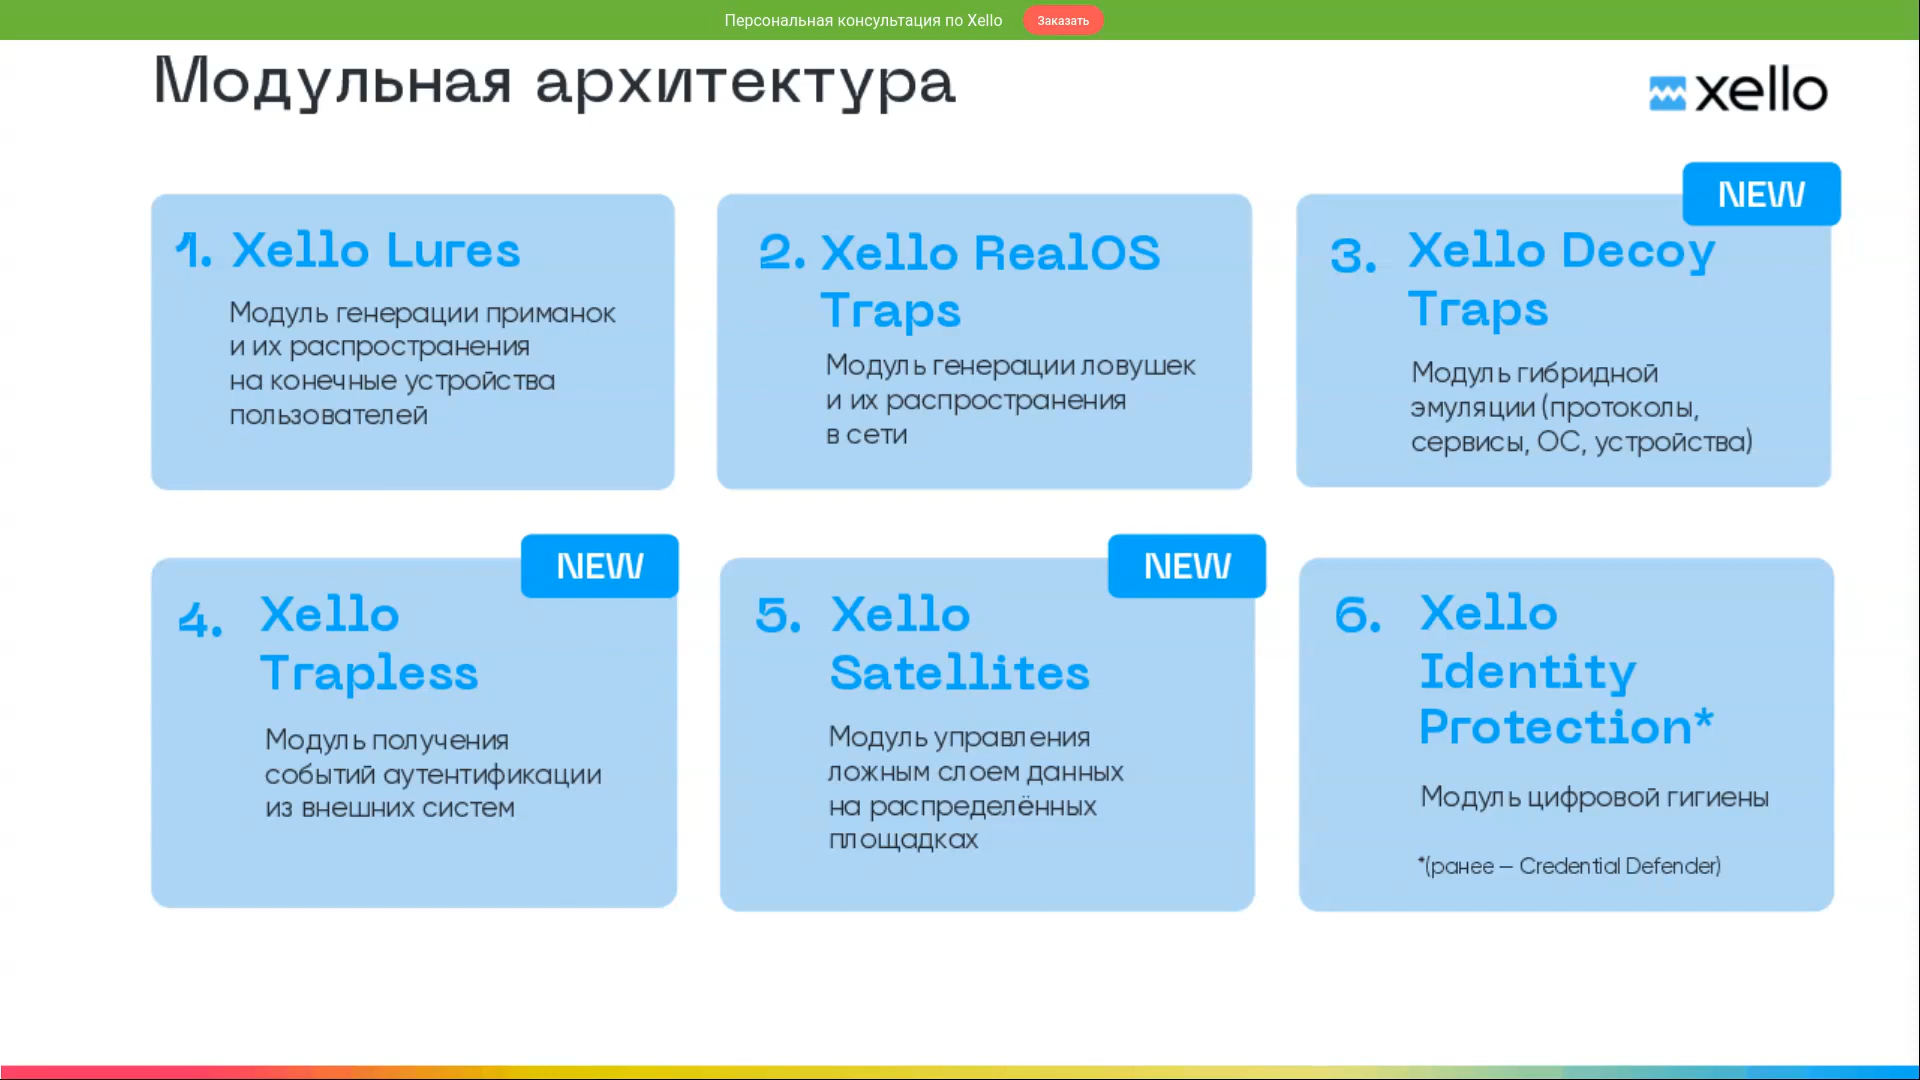 Персональная консультация по Xello
Заказать
Модульная архитектура
xello
1. Xello Lures
Модуль генерации приманок
и их распространения
на конечные устройства
пользователей
2. Xello RealOS
Traps
Модуль генерации ловушек
и их распространения
в сети
NEW
3. Xello Decoy
Traps
Модуль гибридной
эмуляции (протоколы,
сервисы, ОС, устройства)
NEW
4. Xello
Trapless
Модуль получения
событий аутентификации
из внешних систем
NEW
5. Xello
Satellites
Модуль управления
ложным слоем данных
на распределённых
площадках
6. Xello
Identity
Protection*
Модуль цифровой гигиены
*(ранее — Credential Defender)